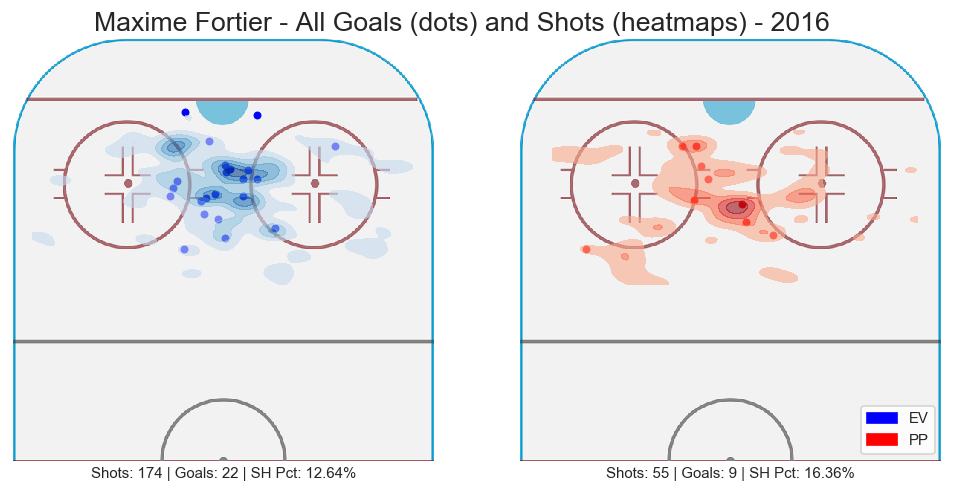 Maxime Fortier - All Goals (dots) and Shots (heatmaps) - 2016
EV
PP
Shots: 174 | Goals: 22 | SH Pct: 12.64%
Shots: 55 | Goals: 9 | SH Pct: 16.36%